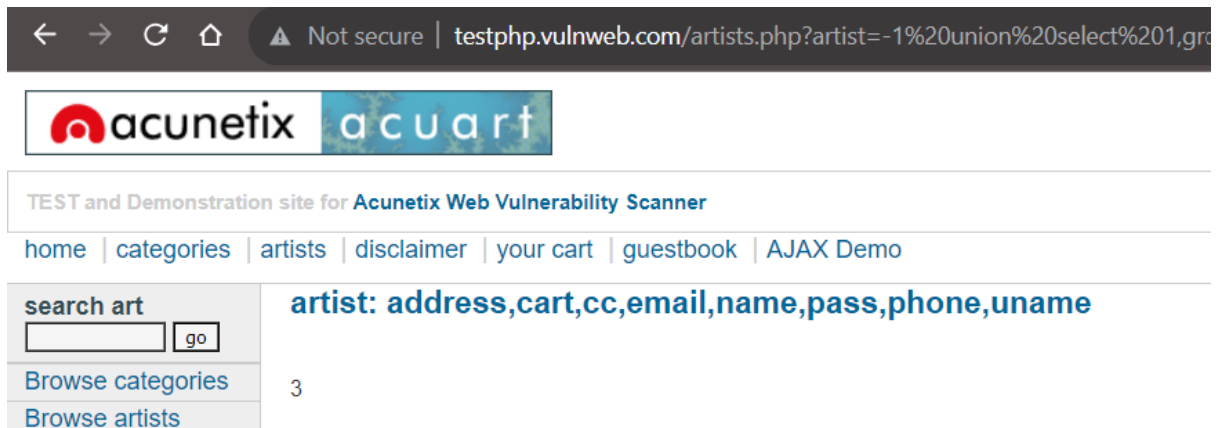 Not secure | testphp.vulnweb.com/artists.php?artist=-1%20union%20select%201,gro
acunetix acuart
TEST and Demonstration site for Acunetix Web Vulnerability Scanner
home | categories | artists | disclaimer | your cart | guestbook | AJAX Demo
search art
go
artist: address,cart,cc,email,name,pass,phone,uname
Browse categories
3
Browse artists